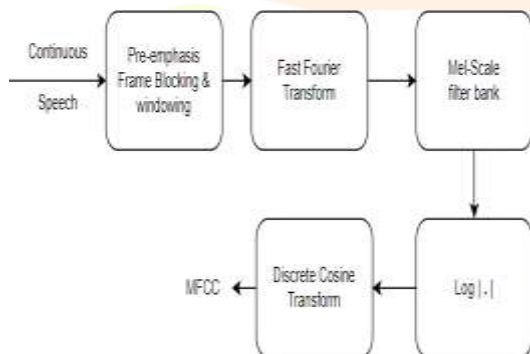 Continuous
Speech
Pre-emphasis
Frame Blocking &
windowing
Fast Fourier
Transform
Mel-Scale
filter bank
Log | . |
Discrete Cosine
Transform
MFCC